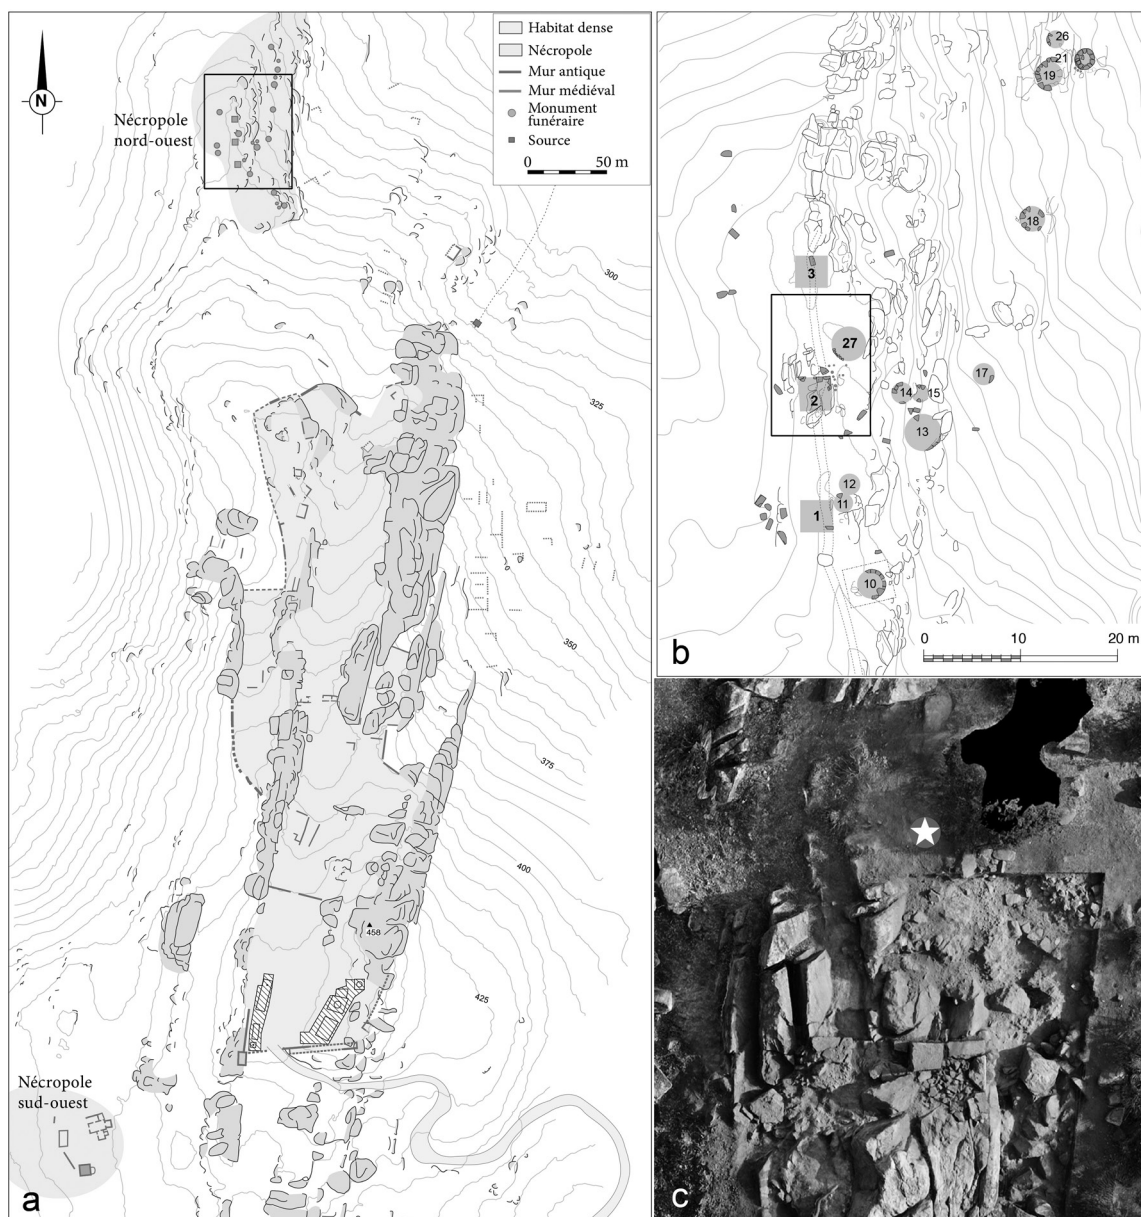 N
Nécropole
nord-ouest
Habitat dense
Nécropole
Mur antique
Mur médiéval
Monument
funéraire
Source
0 50 m
300
325
350
375
400
458
425
Nécropole
sud-ouest
a
26
21
19
18
3
27
17
2
14
15
13
12
11
1
10
0 10 20 m
b
c